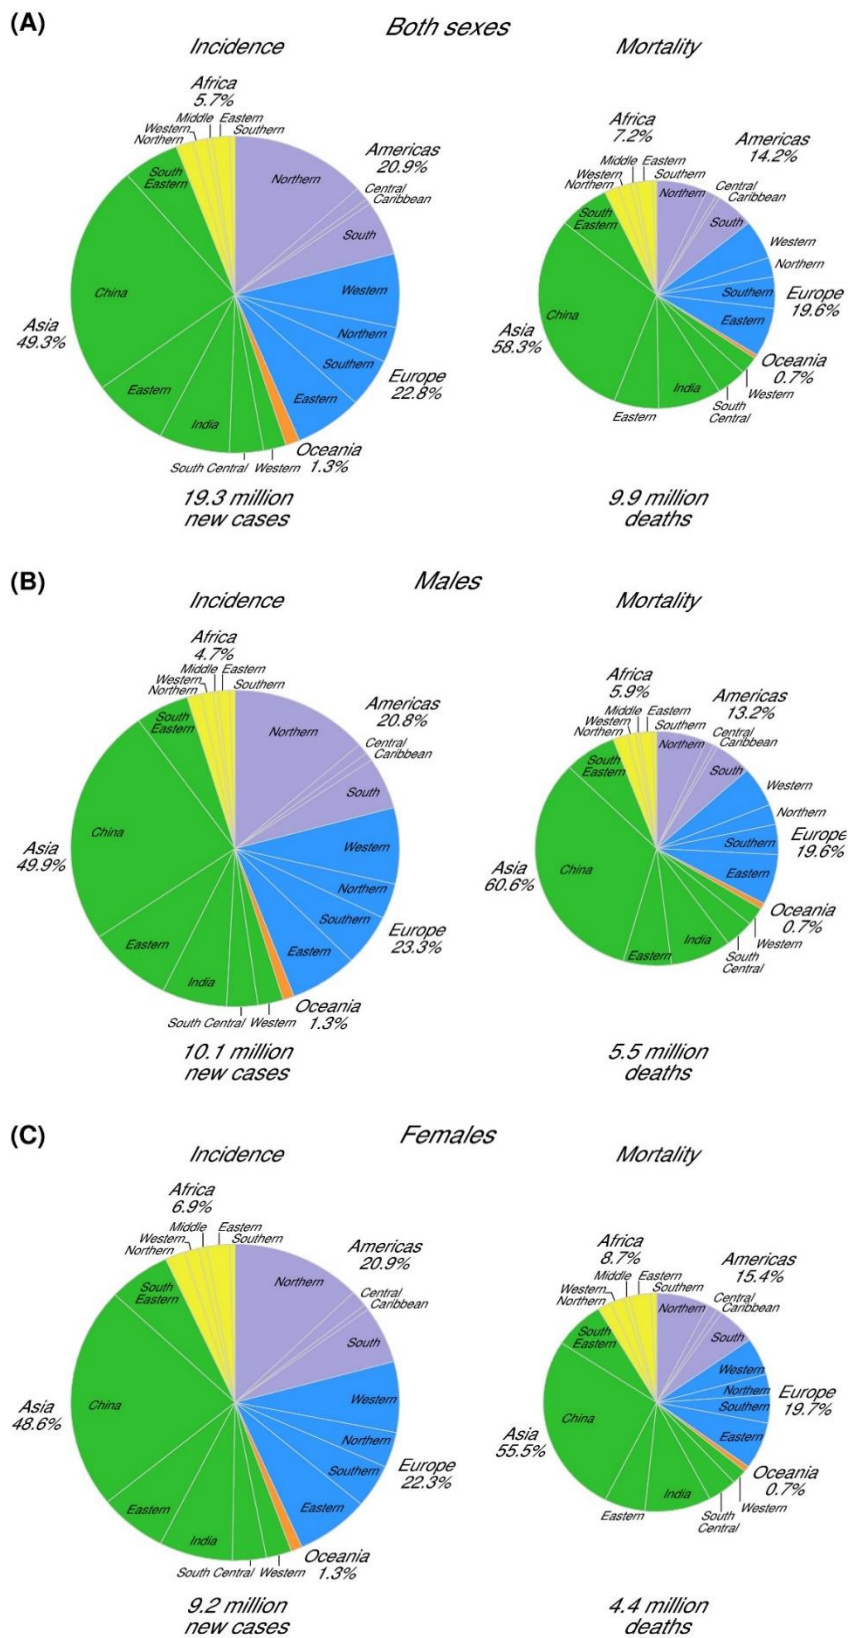 (A)
Both sexes
Incidence
Mortality
Africa
5.7%
Middle
Eastern
Western
Southern
Northern
Americas
20.9%
Northern
Central
Caribbean
South
South
Eastern
China
Western
Asia
49.3%
Northern
Southern
Europe
22.8%
Eastern
Eastern
India
Oceania
1.3%
South Central
Western
19.3 million
new cases
Africa
7.2%
Middle
Eastern
Western
Southern
Northern
Americas
14.2%
Northern
Central
Caribbean
South
South
Eastern
Western
Northern
China
Southern
Europe
19.6%
Asia
58.3%
Eastern
Oceania
0.7%
India
Western
South
Central
Eastern
9.9 million
deaths
(B)
Males
Incidence
Mortality
Africa
4.7%
Middle
Eastern
Western
Southern
Northern
Americas
20.8%
Northern
Central
Caribbean
South
South
Eastern
China
Western
Asia
49.9%
Northern
Southern
Europe
23.3%
Eastern
Eastern
India
Oceania
1.3%
South Central
Western
10.1 million
new cases
Africa
5.9%
Middle
Eastern
Western
Southern
Northern
Americas
13.2%
Northern
Central
Caribbean
South
South
Eastern
Western
Northern
Southern
Europe
19.6%
China
Asia
60.6%
Eastern
Oceania
0.7%
India
Western
South
Central
Eastern
5.5 million
deaths
(C)
Females
Incidence
Mortality
Africa
6.9%
Middle
Eastern
Western
Southern
Northern
Americas
20.9%
Northern
Central
Caribbean
South
South
Eastern
China
Western
Asia
48.6%
Northern
Southern
Europe
22.3%
Eastern
Eastern
India
Oceania
1.3%
South Central
Western
9.2 million
new cases
Africa
8.7%
Middle
Eastern
Western
Southern
Northern
Americas
15.4%
Northern
Central
Caribbean
South
South
Eastern
Western
Northern
Southern
Europe
19.7%
China
Asia
55.5%
Eastern
Oceania
0.7%
India
Western
South
Central
Eastern
4.4 million
deaths